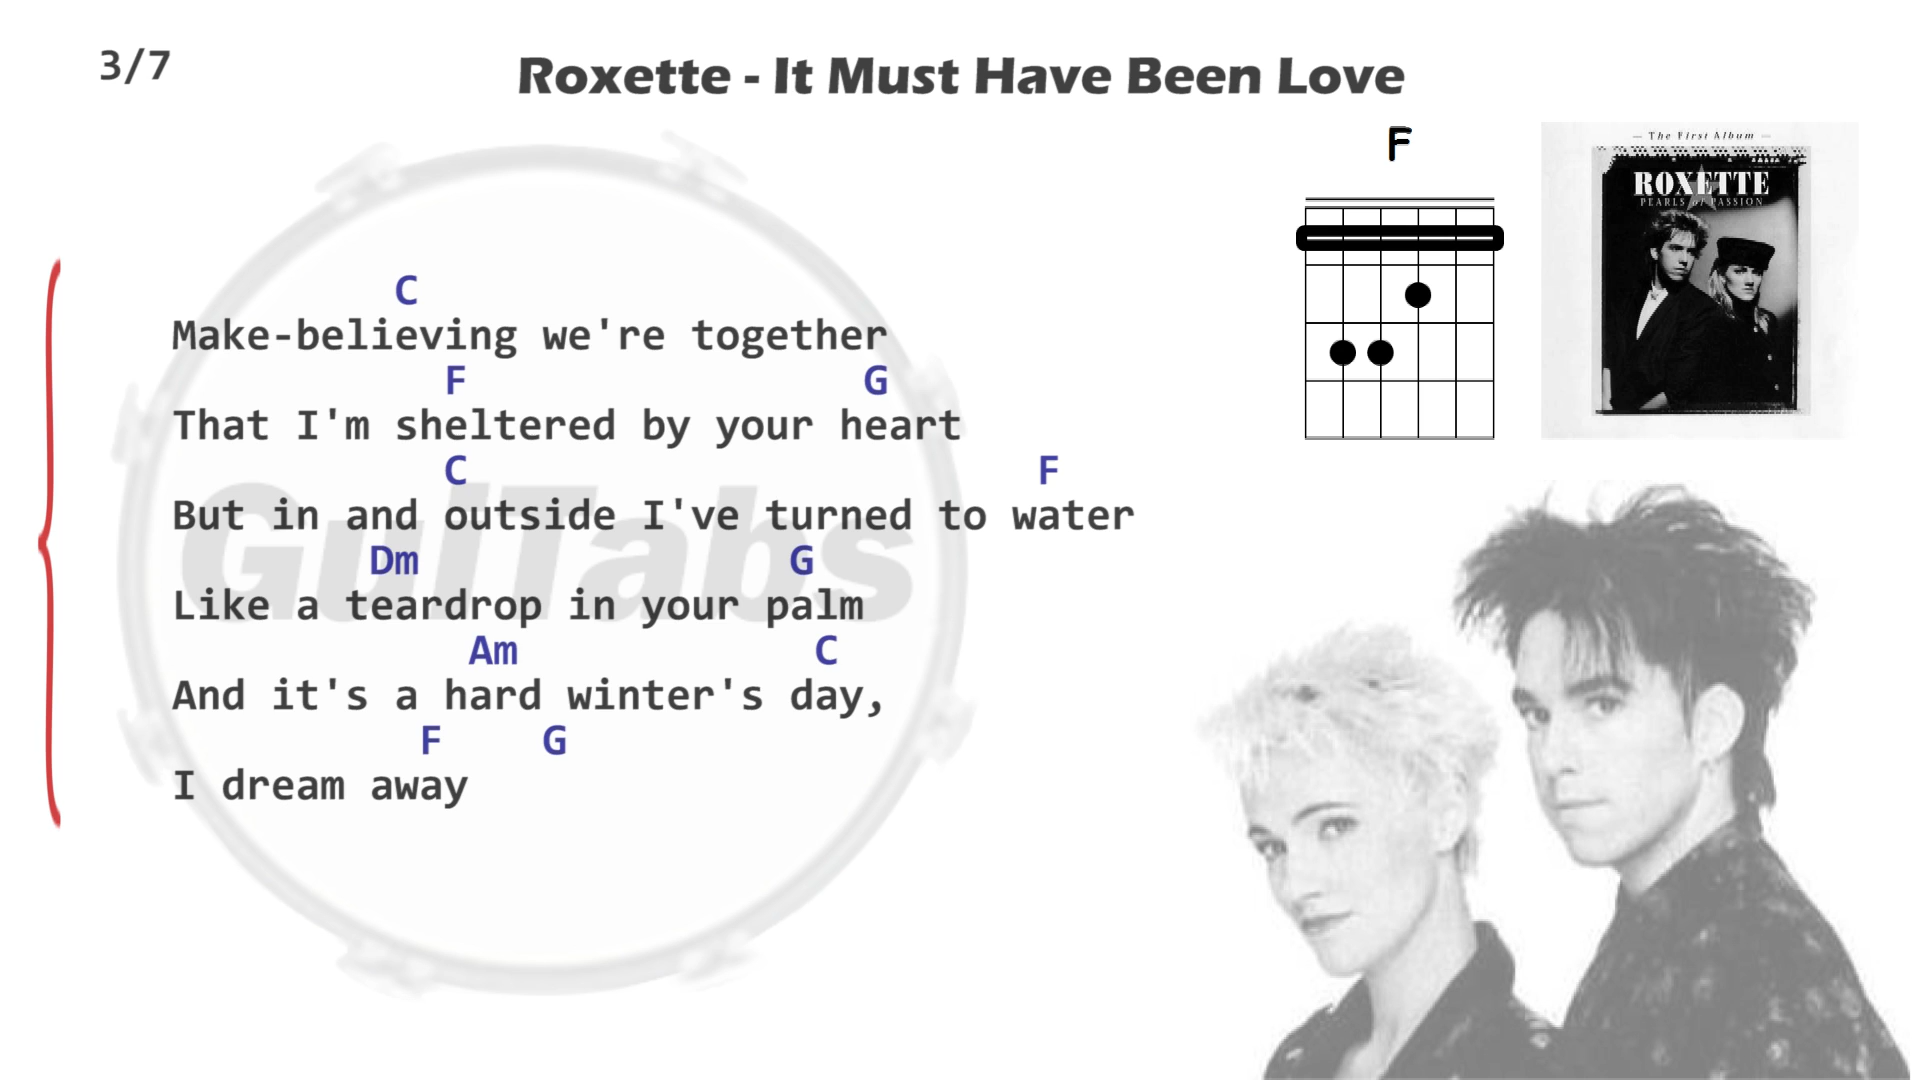 3/7
Roxette - It Must Have Been Love
F
— The First Album —
ROXETTE
PEARLS of PASSION
C
Make-believing we're together
F G
That I'm sheltered by your heart
C F
But in and outside I've turned to water
Dm G
Like a teardrop in your palm
Am C
And it's a hard winter's day,
F G
I dream away
GuiTabs